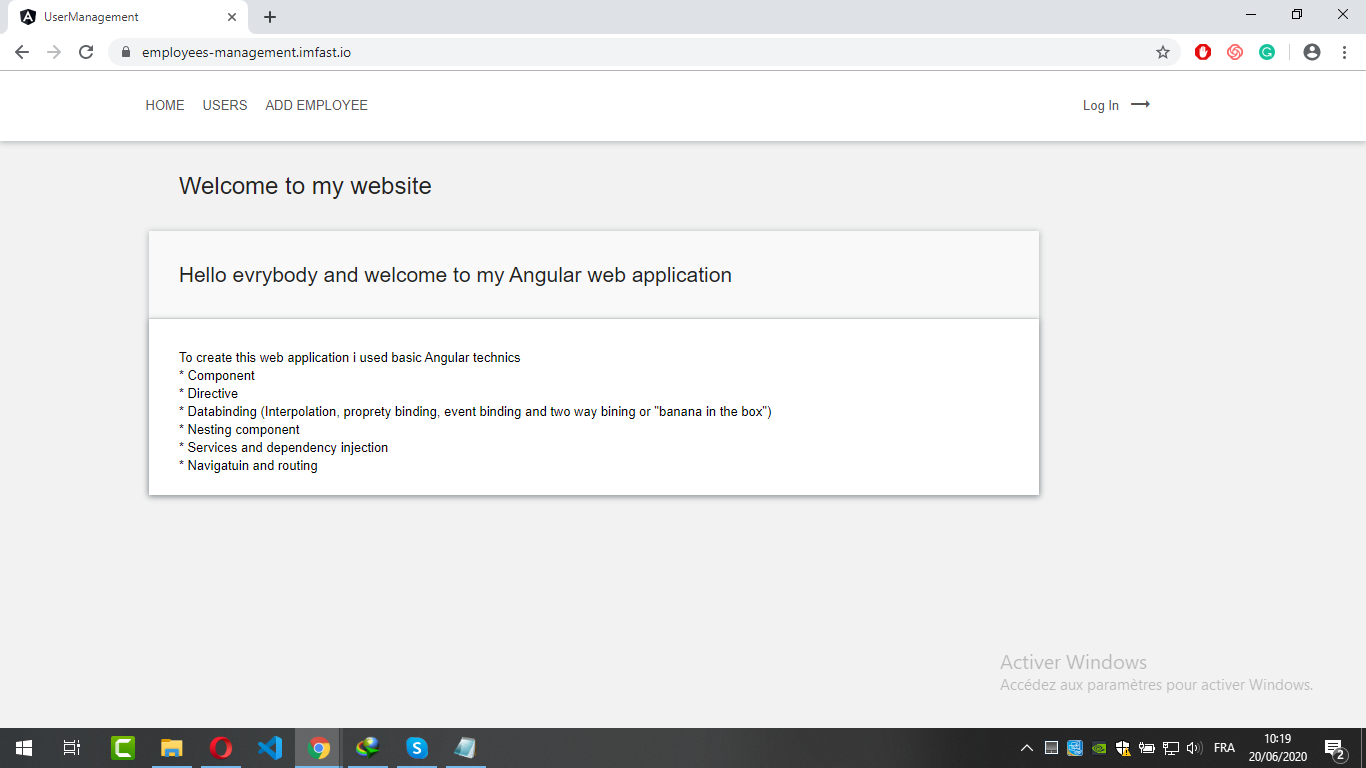 UserManagement
employees-management.imfast.io
HOME USERS ADD EMPLOYEE Log In
Welcome to my website
Hello evrybody and welcome to my Angular web application
To create this web application i used basic Angular technics
* Component
* Directive
* Databinding (Interpolation, proprety binding, event binding and two way bining or "banana in the box")
* Nesting component
* Services and dependency injection
* Navigatuin and routing
Activer Windows
Accédez aux paramètres pour activer Windows.
FRA
10:19
20/06/2020
2